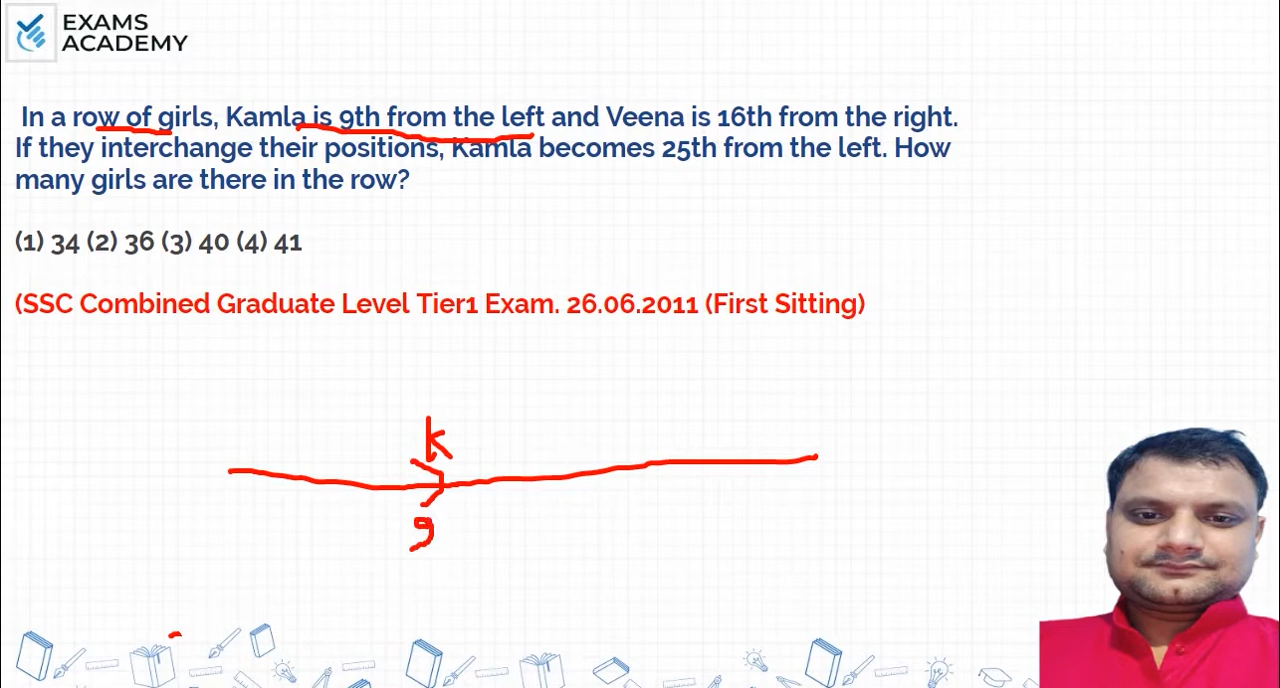 EXAMS
ACADEMY
In a row of girls, Kamla is 9th from the left and Veena is 16th from the right.
If they interchange their positions, Kamla becomes 25th from the left. How
many girls are there in the row?
(1) 34 (2) 36 (3) 40 (4) 41
(SSC Combined Graduate Level Tier1 Exam. 26.06.2011 (First Sitting)
K
9